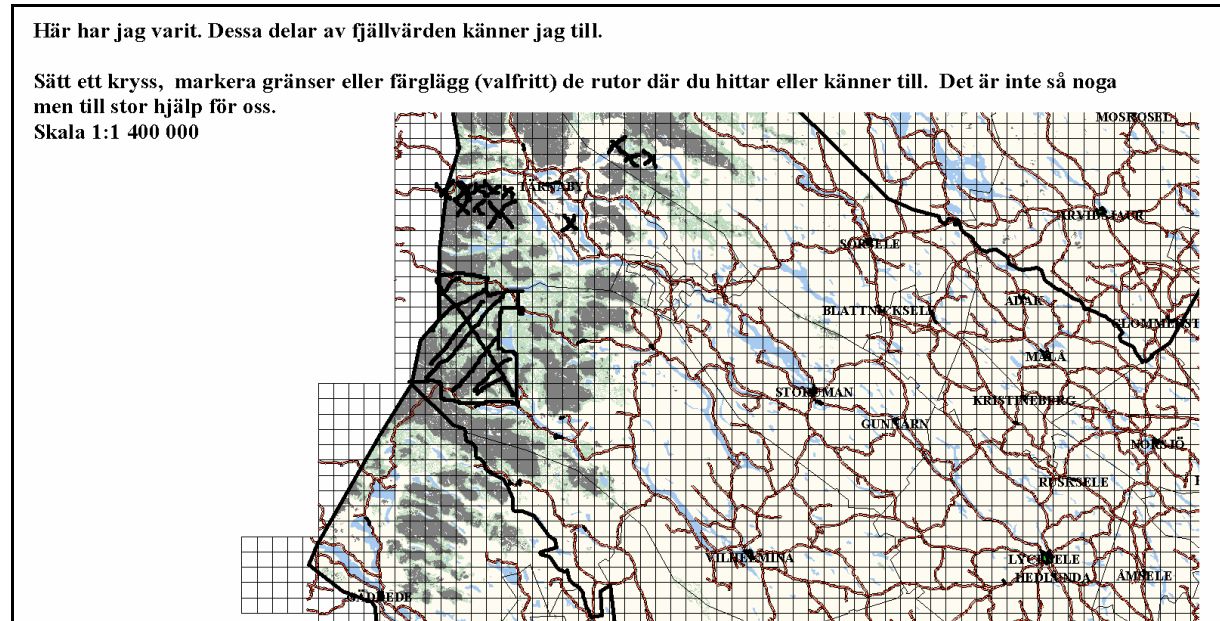 Här har jag varit. Dessa delar av fjällvärden känner jag till.
Sätt ett kryss, markera gränser eller färglägg (valfritt) de rutor där du hittar eller känner till. Det är inte så noga
men till stor hjälp för oss.
Skala 1:1 400 000
MOSKOSEL
TÄRNABY
ARVIDSJAUR
SORSELE
ADAK
BLATTNICKSELE
GLOMMERST
MALÅ
STORUMAN
KRISTINEBERG
GUNNARN
NORSJÖ
RUSKSELE
VILHELMINA
LYCKSELE
HEDLUNDA
ÅMSELE
GÄDDEDE